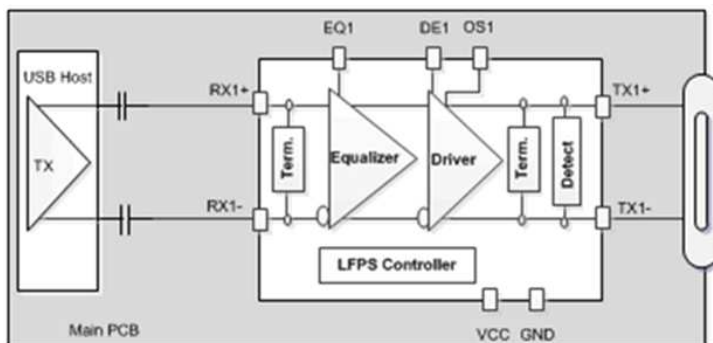 EQ1 DE1 OS1
USB Host
RX1+ TX1+
TX
Term.
Equalizer
Driver
Term.
Detect
RX1- TX1-
LFPS Controller
Main PCB
VCC GND